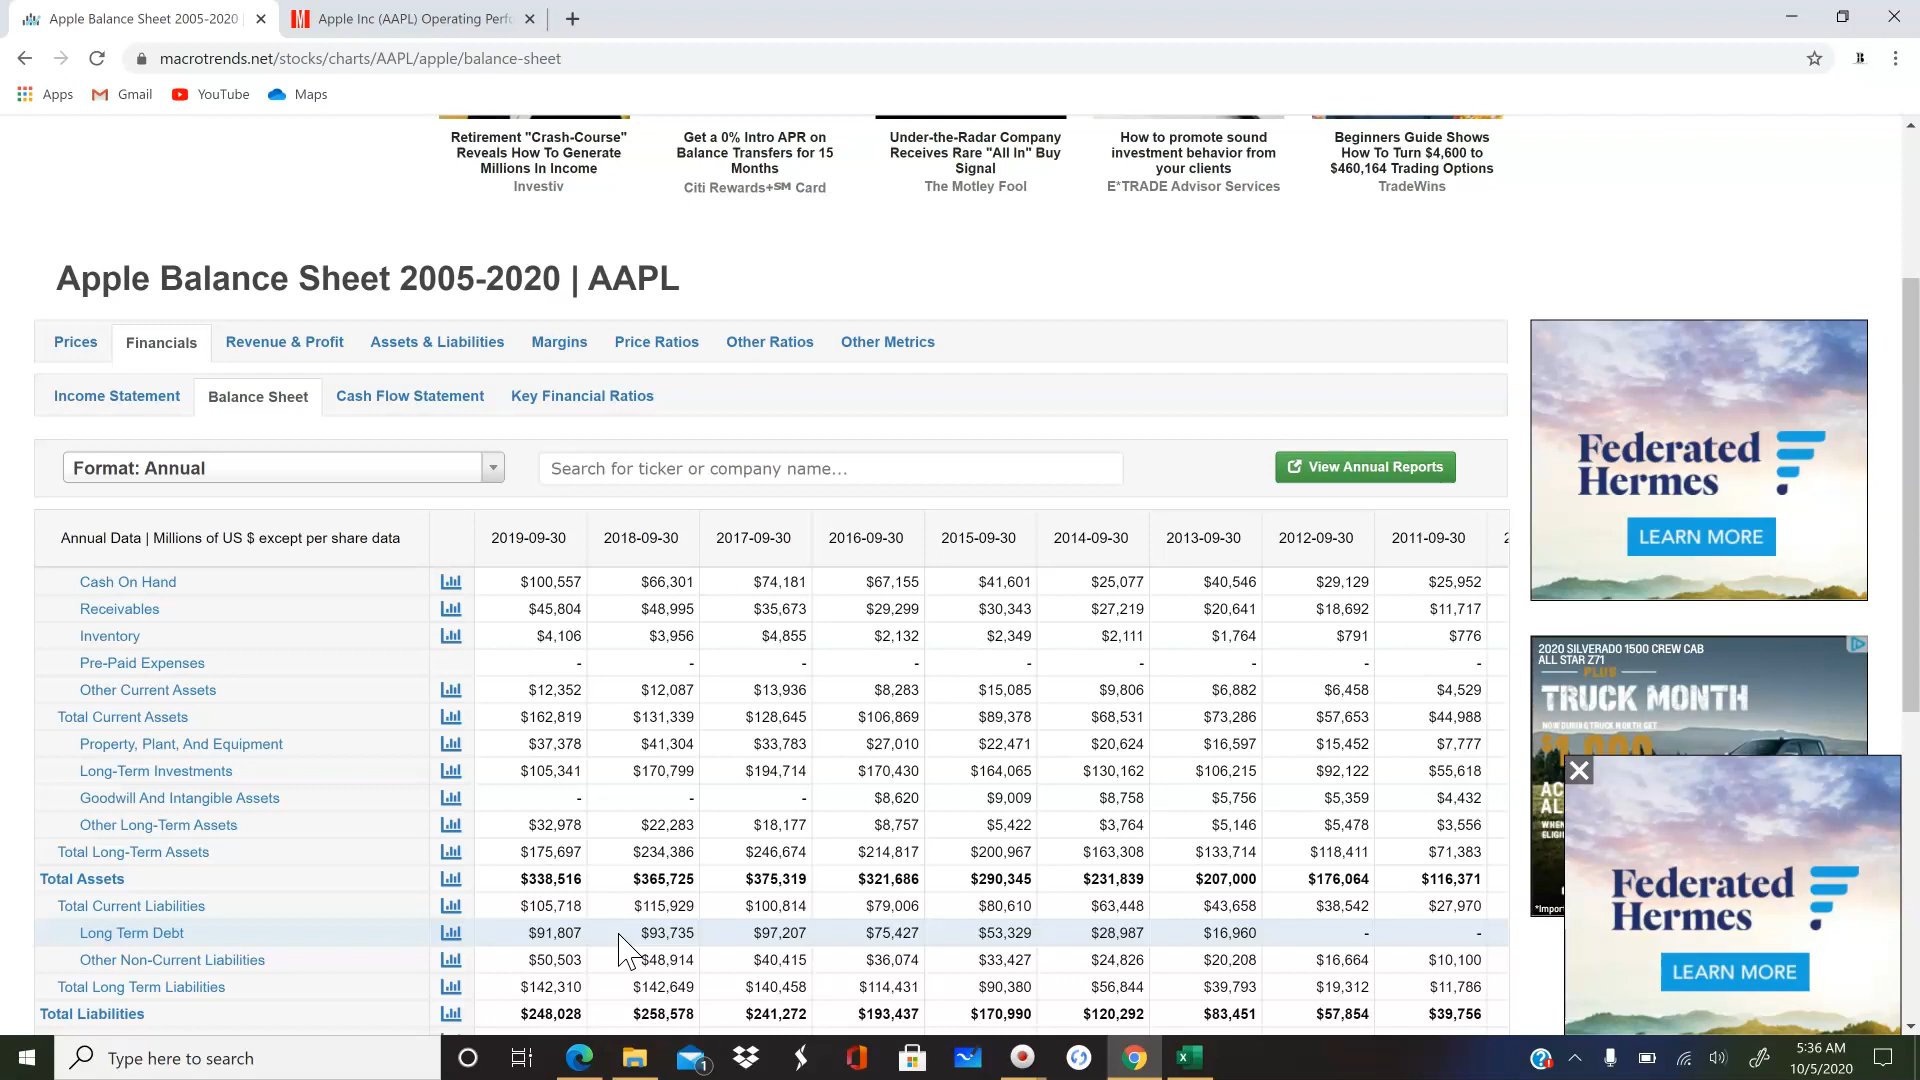 Apple Balance Sheet 2005-2020
Apple Inc (AAPL) Operating Perf
macrotrends.net/stocks/charts/AAPL/apple/balance-sheet
Apps Gmail YouTube Maps
Retirement "Crash-Course" Reveals How To Generate Millions In Income
Investiv
Get a 0% Intro APR on Balance Transfers for 15 Months
Citi Rewards+℠ Card
Under-the-Radar Company Receives Rare "All In" Buy Signal
The Motley Fool
How to promote sound investment behavior from your clients
E*TRADE Advisor Services
Beginners Guide Shows How To Turn $4,600 to $460,164 Trading Options
TradeWins
Apple Balance Sheet 2005-2020 | AAPL
Prices Financials Revenue & Profit Assets & Liabilities Margins Price Ratios Other Ratios Other Metrics
Income Statement Balance Sheet Cash Flow Statement Key Financial Ratios
Format: Annual Search for ticker or company name... View Annual Reports
Annual Data | Millions of US $ except per share data 2019-09-30 2018-09-30 2017-09-30 2016-09-30 2015-09-30 2014-09-30 2013-09-30 2012-09-30 2011-09-30 2
Cash On Hand $100,557 $66,301 $74,181 $67,155 $41,601 $25,077 $40,546 $29,129 $25,952
Receivables $45,804 $48,995 $35,673 $29,299 $30,343 $27,219 $20,641 $18,692 $11,717
Inventory $4,106 $3,956 $4,855 $2,132 $2,349 $2,111 $1,764 $791 $776
Pre-Paid Expenses - - - - - - - - -
Other Current Assets $12,352 $12,087 $13,936 $8,283 $15,085 $9,806 $6,882 $6,458 $4,529
Total Current Assets $162,819 $131,339 $128,645 $106,869 $89,378 $68,531 $73,286 $57,653 $44,988
Property, Plant, And Equipment $37,378 $41,304 $33,783 $27,010 $22,471 $20,624 $16,597 $15,452 $7,777
Long-Term Investments $105,341 $170,799 $194,714 $170,430 $164,065 $130,162 $106,215 $92,122 $55,618
Goodwill And Intangible Assets - - - $8,620 $9,009 $8,758 $5,756 $5,359 $4,432
Other Long-Term Assets $32,978 $22,283 $18,177 $8,757 $5,422 $3,764 $5,146 $5,478 $3,556
Total Long-Term Assets $175,697 $234,386 $246,674 $214,817 $200,967 $163,308 $133,714 $118,411 $71,383
Total Assets $338,516 $365,725 $375,319 $321,686 $290,345 $231,839 $207,000 $176,064 $116,371
Total Current Liabilities $105,718 $115,929 $100,814 $79,006 $80,610 $63,448 $43,658 $38,542 $27,970
Long Term Debt $91,807 $93,735 $97,207 $75,427 $53,329 $28,987 $16,960 - -
Other Non-Current Liabilities $50,503 $48,914 $40,415 $36,074 $33,427 $24,826 $20,208 $16,664 $10,100
Total Long Term Liabilities $142,310 $142,649 $140,458 $114,431 $90,380 $56,844 $39,793 $19,312 $11,786
Total Liabilities $248,028 $258,578 $241,272 $193,437 $170,990 $120,292 $83,451 $57,854 $39,756
Federated
Hermes
LEARN MORE
2020 SILVERADO 1500 CREW CAB
ALL STAR Z71
PLUS
TRUCK MONTH
Federated
Hermes
LEARN MORE
Type here to search
1
5:36 AM
10/5/2020